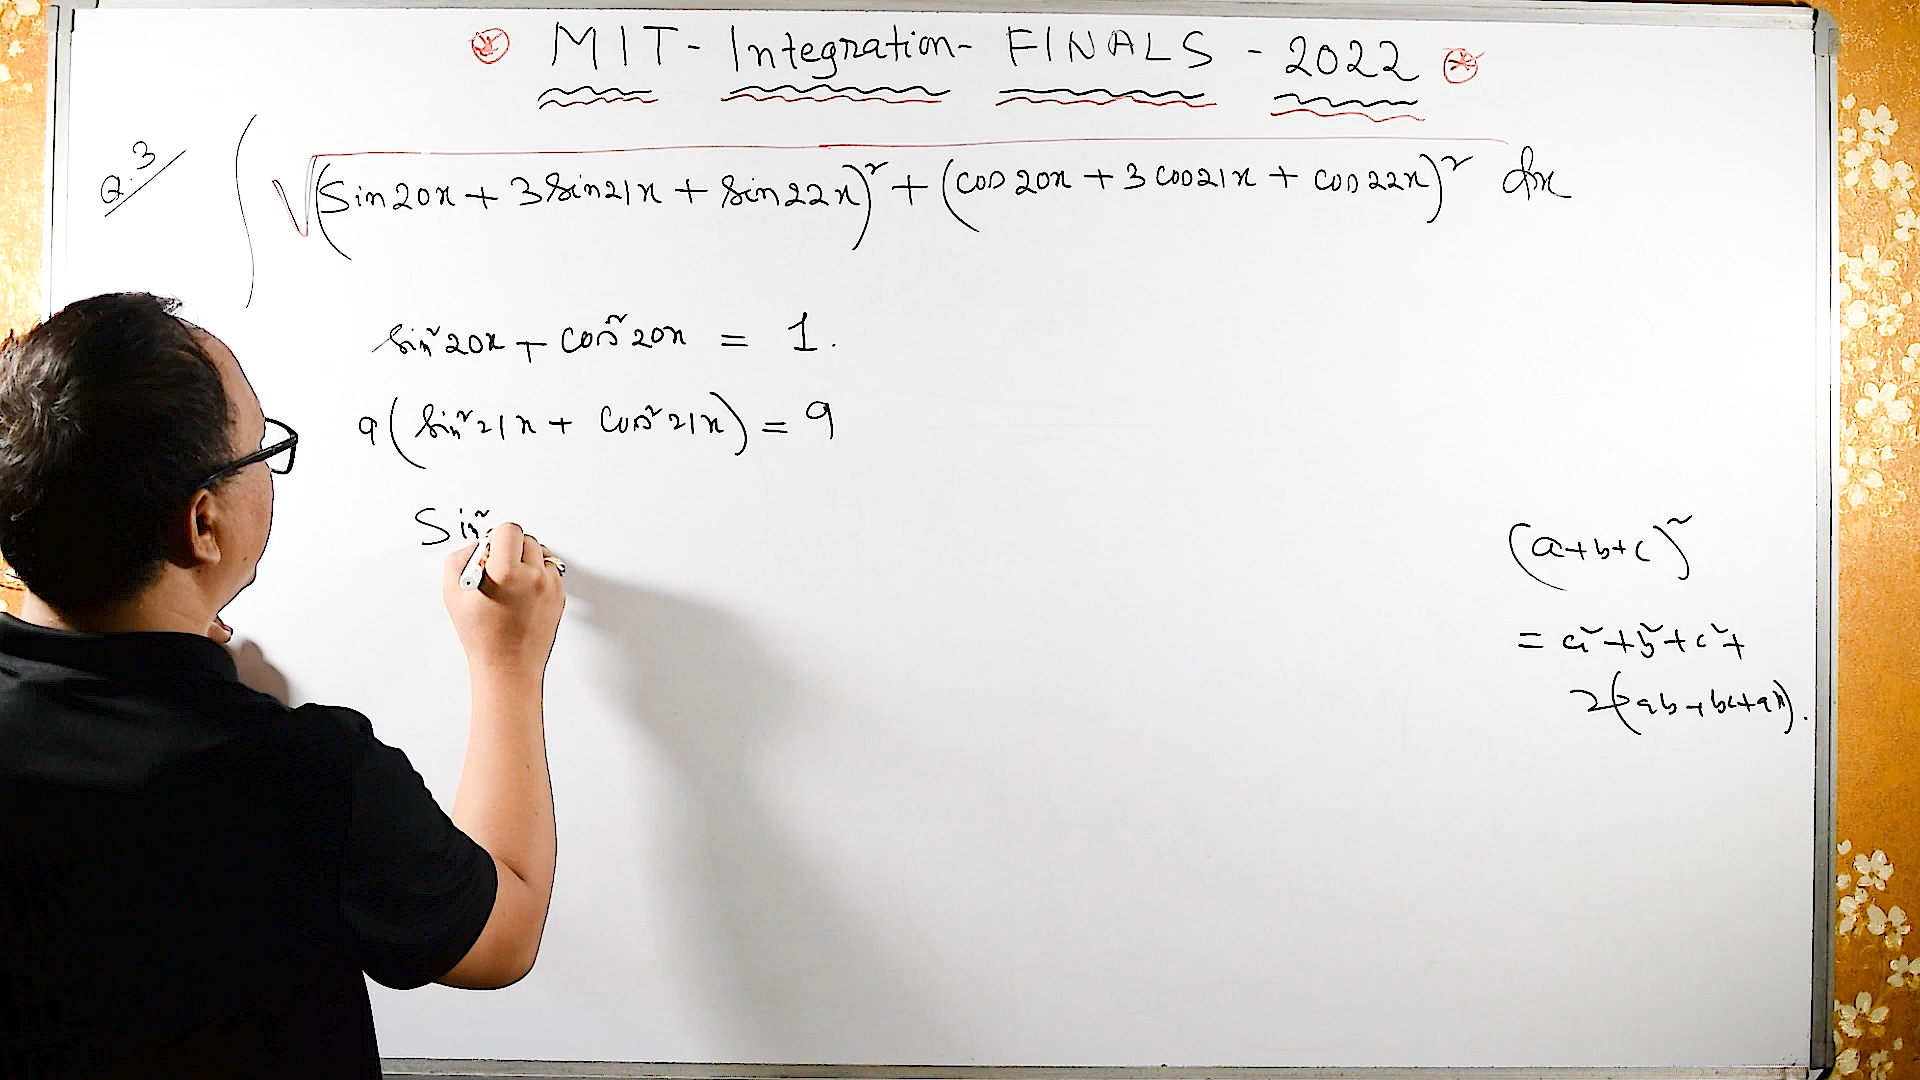 MIT - Integration - FINALS - 2022
Q.3 ∫ √((Sin20x + 3Sin21x + Sin22x)² + (cos20x + 3cos21x + cos22x)²) dx
Sin²20x + cos²20x = 1.
9(Sin²21x + cos²21x) = 9
Sin²
(a+b+c)²
= a²+b²+c²+
2(ab+bc+